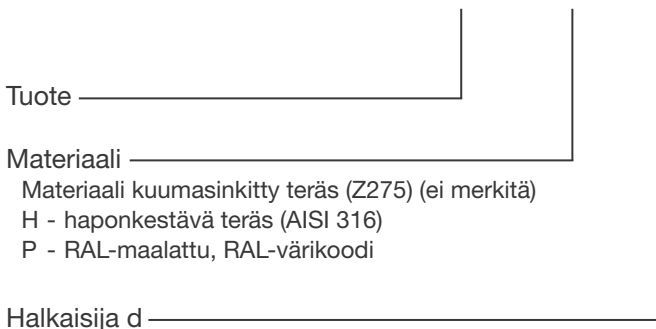 Tuote
Materiaali
Materiaali kuumasinkitty teräs (Z275) (ei merkitä)
H - haponkestävä teräs (AISI 316)
P - RAL-maalattu, RAL-värikoodi
Halkaisija d